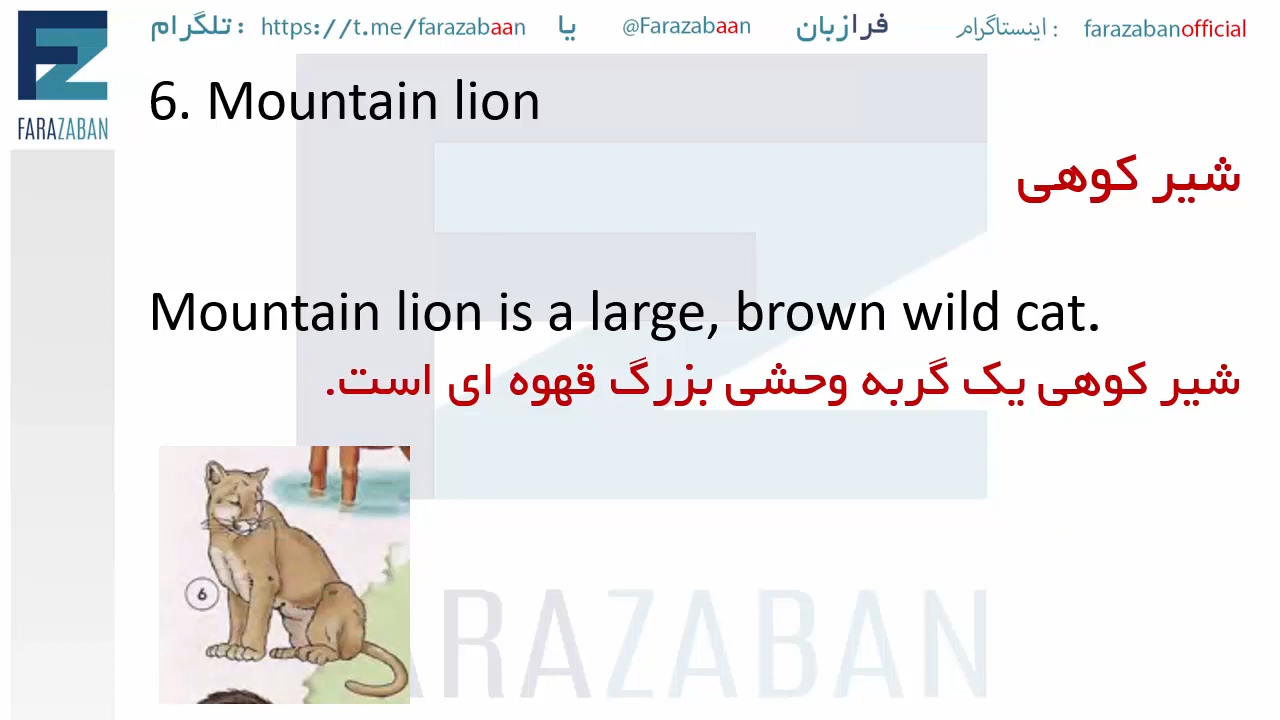 تلگرام : https://t.me/farazabaan یا @Farazabaan فرازبان اینستاگرام : farazabanofficial
FZ
FARAZABAN
6. Mountain lion
شیر کوهی
Mountain lion is a large, brown wild cat.
شیر کوهی یک گربه وحشی بزرگ قهوه ای است.
6
FARAZABAN